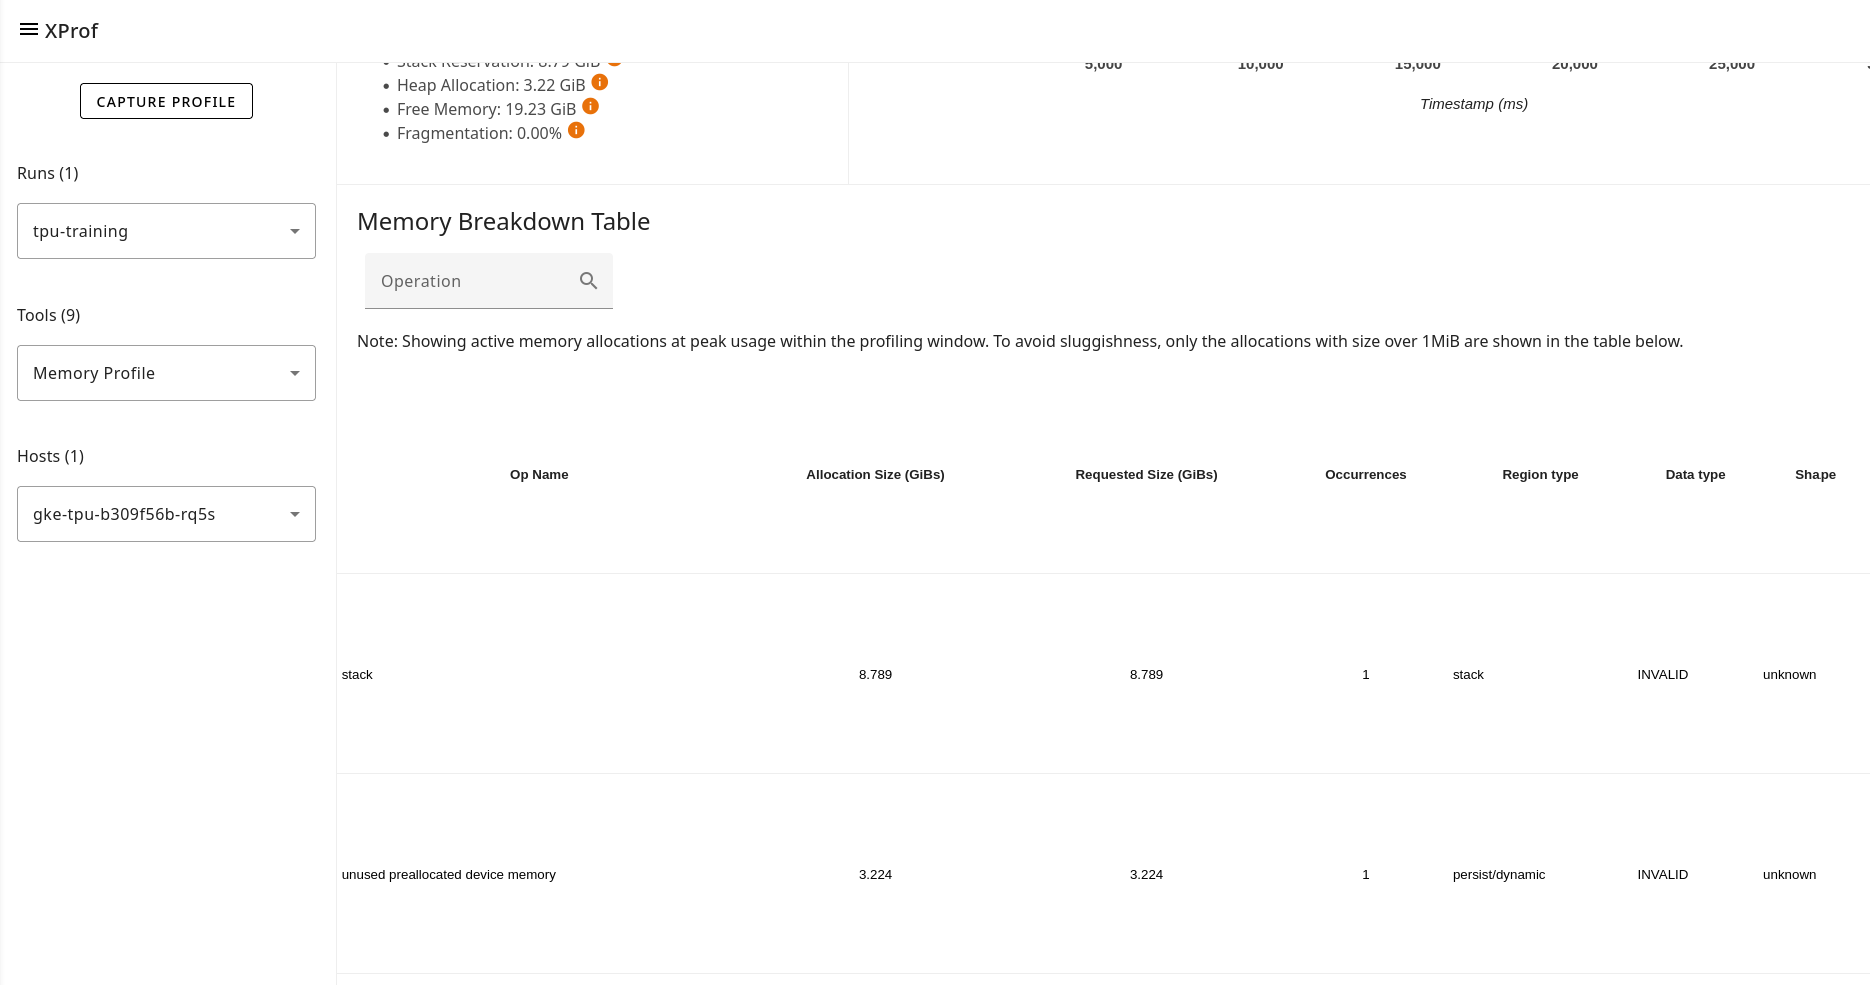 XProf
CAPTURE PROFILE
Runs (1)
tpu-training
Tools (9)
Memory Profile
Hosts (1)
gke-tpu-b309f56b-rq5s
Stack Reservation: 8.79 GiB
• Heap Allocation: 3.22 GiB
• Free Memory: 19.23 GiB
• Fragmentation: 0.00%
5,000 10,000 15,000 20,000 25,000
Timestamp (ms)
Memory Breakdown Table
Operation
Note: Showing active memory allocations at peak usage within the profiling window. To avoid sluggishness, only the allocations with size over 1MiB are shown in the table below.
Op Name Allocation Size (GiBs) Requested Size (GiBs) Occurrences Region type Data type Shape
stack 8.789 8.789 1 stack INVALID unknown
unused preallocated device memory 3.224 3.224 1 persist/dynamic INVALID unknown